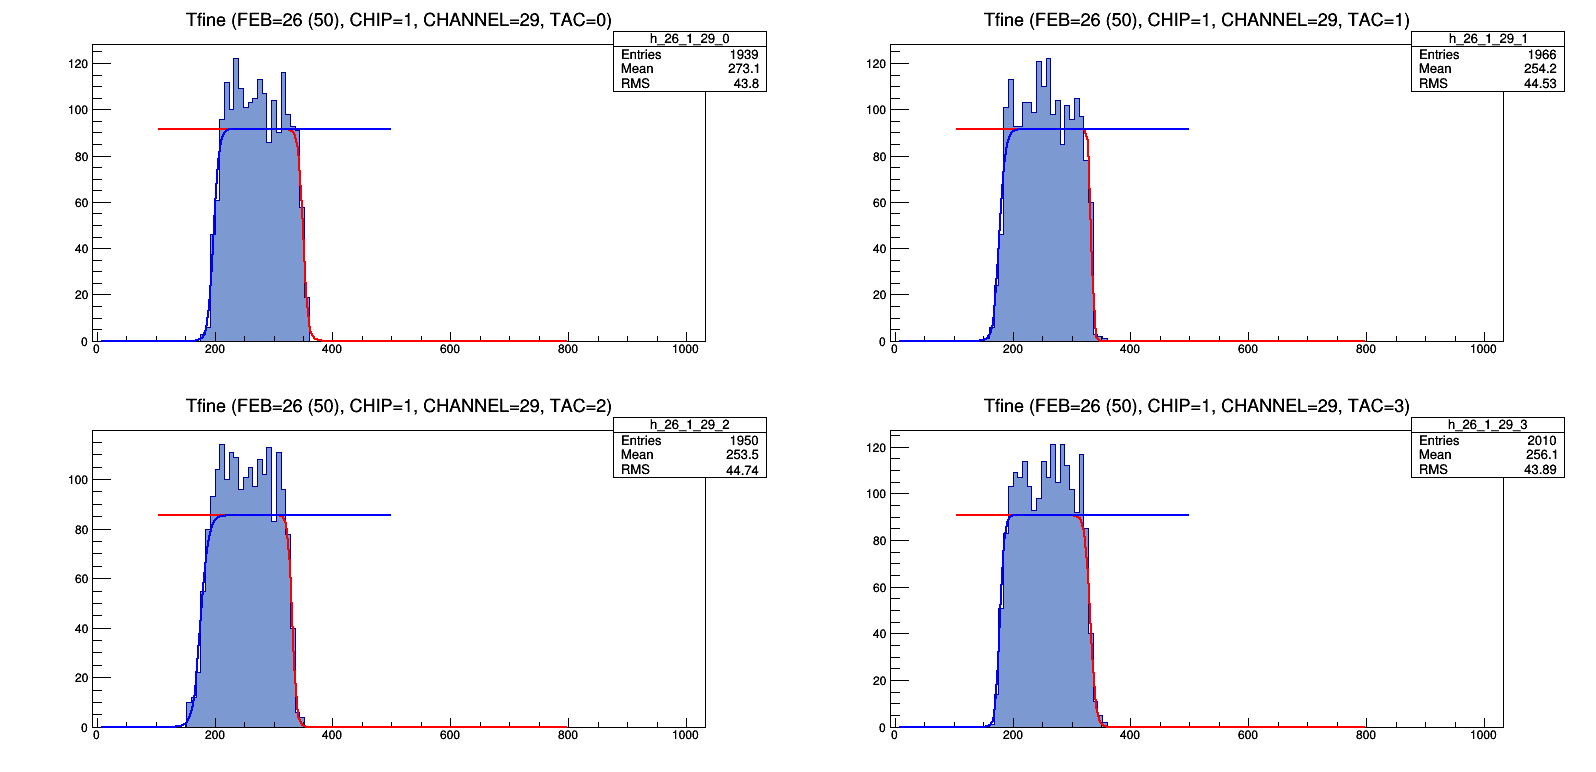 Tfine (FEB=26 (50), CHIP=1, CHANNEL=29, TAC=0)
h_26_1_29_0
Entries 1939
Mean 273.1
RMS 43.8
120
100
80
60
40
20
0
0 200 400 600 800 1000
Tfine (FEB=26 (50), CHIP=1, CHANNEL=29, TAC=1)
h_26_1_29_1
Entries 1966
Mean 254.2
RMS 44.53
120
100
80
60
40
20
0
0 200 400 600 800 1000
Tfine (FEB=26 (50), CHIP=1, CHANNEL=29, TAC=2)
h_26_1_29_2
Entries 1950
Mean 253.5
RMS 44.74
100
80
60
40
20
0
0 200 400 600 800 1000
Tfine (FEB=26 (50), CHIP=1, CHANNEL=29, TAC=3)
h_26_1_29_3
Entries 2010
Mean 256.1
RMS 43.89
120
100
80
60
40
20
0
0 200 400 600 800 1000